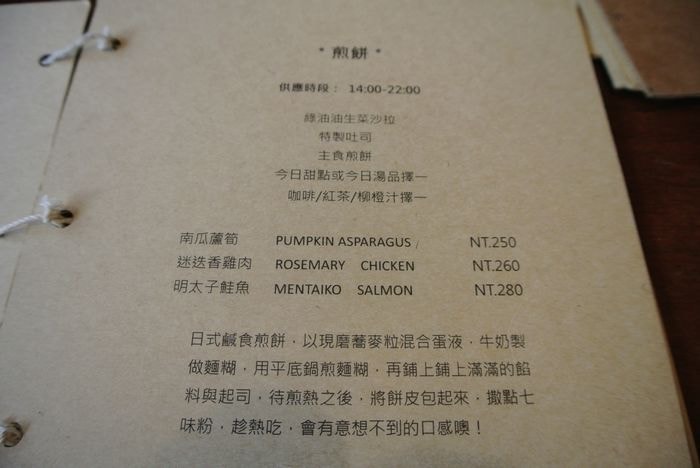 * 煎餅 *
供應時段： 14:00-22:00
綠油油生菜沙拉
特製吐司
主食煎餅
今日甜點或今日湯品擇一
咖啡/紅茶/柳橙汁擇一
南瓜蘆筍 PUMPKIN ASPARAGUS / NT.250
迷迭香雞肉 ROSEMARY CHICKEN NT.260
明太子鮭魚 MENTAIKO SALMON NT.280
日式鹹食煎餅，以現磨蕎麥粒混合蛋液，牛奶製
做麵糊，用平底鍋煎麵糊，再鋪上鋪上滿滿的餡
料與起司，待煎熱之後，將餅皮包起來，撒點七
味粉，趁熱吃，會有意想不到的口感噢！